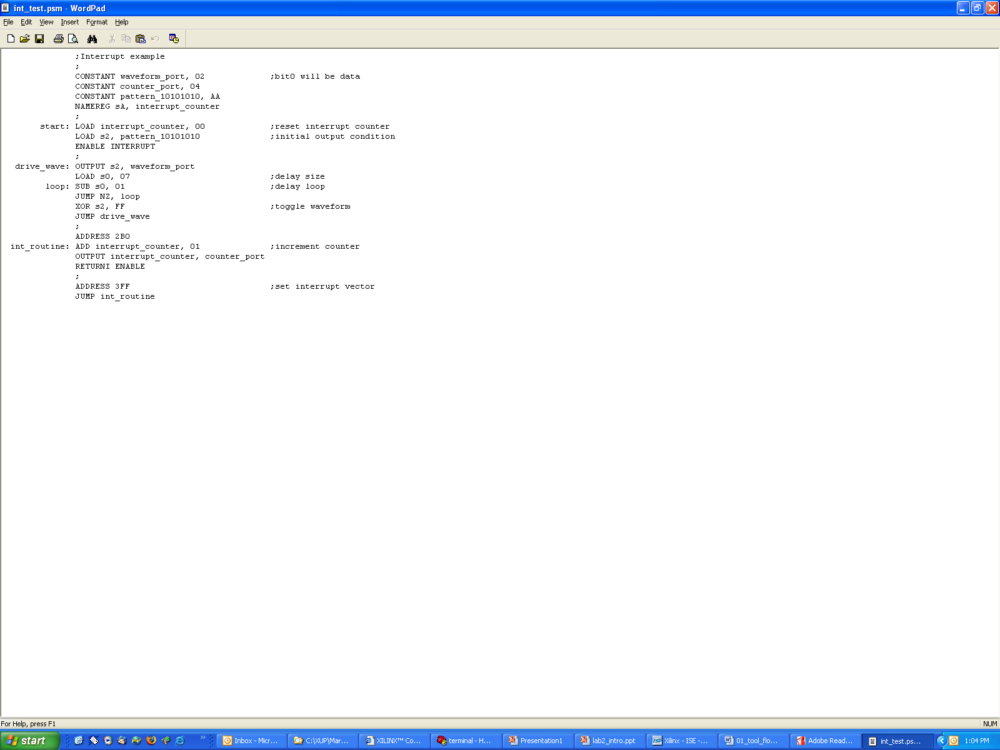 int_test.psm - WordPad
File Edit View Insert Format Help
;Interrupt example
;
CONSTANT waveform_port, 02 ;bit0 will be data
CONSTANT counter_port, 04
CONSTANT pattern_10101010, AA
NAMEREG sA, interrupt_counter
;
start: LOAD interrupt_counter, 00 ;reset interrupt counter
LOAD s2, pattern_10101010 ;initial output condition
ENABLE INTERRUPT
;
drive_wave: OUTPUT s2, waveform_port
LOAD s0, 07 ;delay size
loop: SUB s0, 01 ;delay loop
JUMP NZ, loop
XOR s2, FF ;toggle waveform
JUMP drive_wave
;
ADDRESS 2B0
int_routine: ADD interrupt_counter, 01 ;increment counter
OUTPUT interrupt_counter, counter_port
RETURNI ENABLE
;
ADDRESS 3FF ;set interrupt vector
JUMP int_routine
For Help, press F1 NUM
start Inbox - Micr... C:\XUP\Mar... XILINX™ Co... terminal - H... Presentation1 lab2_intro.ppt Xilinx - ISE -... 01_tool_flo... Adobe Read... int_test.ps... 1:04 PM